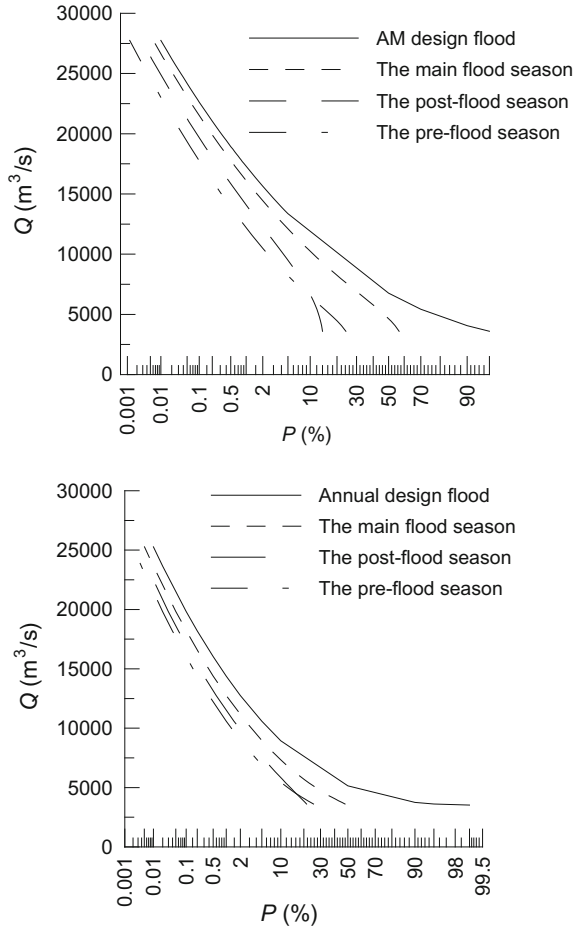 30000
25000
20000
15000
10000
5000
0
Q (m³/s)
AM design flood
The main flood season
The post-flood season
The pre-flood season
0.001
0.01
0.1
0.5
2
10
30
50
70
90
P (%)
30000
25000
20000
15000
10000
5000
0
Q (m³/s)
Annual design flood
The main flood season
The post-flood season
The pre-flood season
0.001
0.01
0.1
0.5
2
10
30
50
90
98
99.5
P (%)